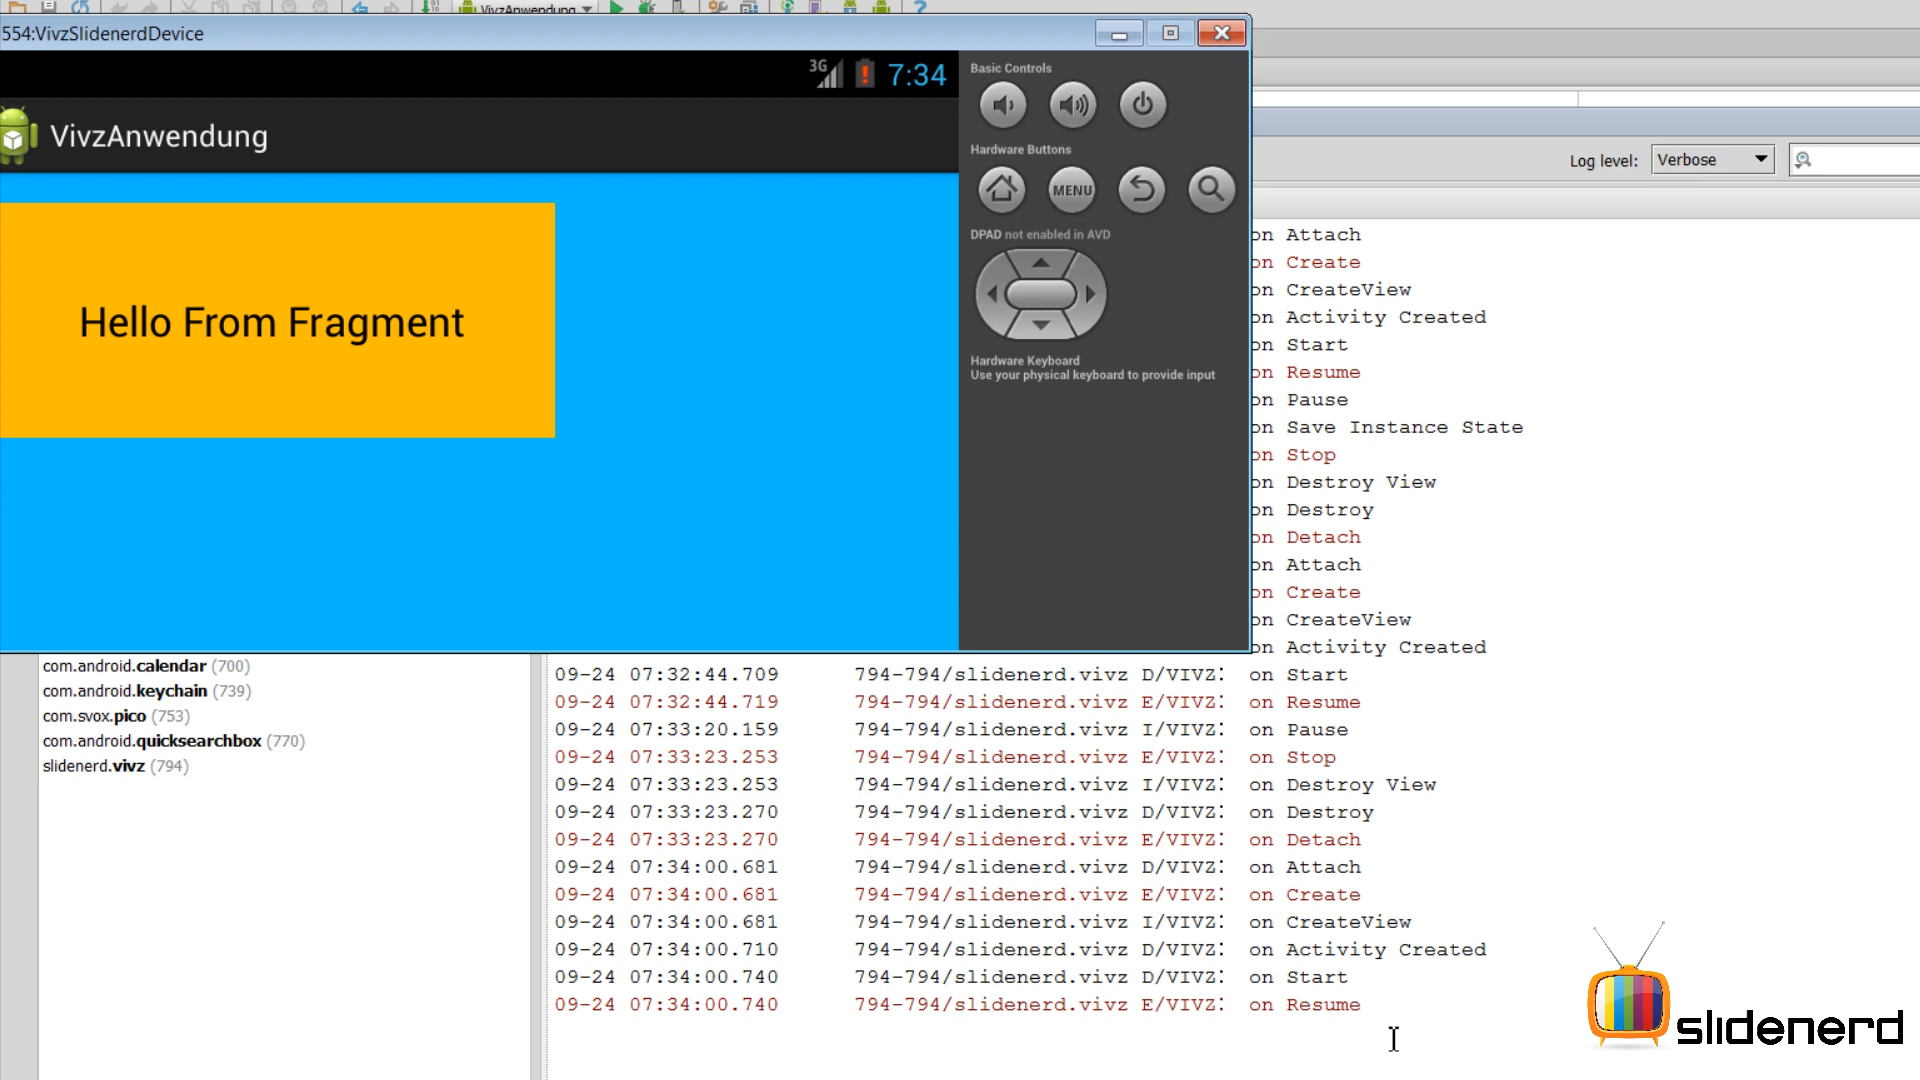 VivzAnwendung
554:VivzSlidenerdDevice
3G 7:34
VivzAnwendung
Hello From Fragment
Basic Controls
Hardware Buttons
MENU
DPAD not enabled in AVD
Hardware Keyboard
Use your physical keyboard to provide input
Log level: Verbose
on Attach
on Create
on CreateView
on Activity Created
on Start
on Resume
on Pause
on Save Instance State
on Stop
on Destroy View
on Destroy
on Detach
on Attach
on Create
on CreateView
on Activity Created
com.android.calendar (700)
com.android.keychain (739)
com.svox.pico (753)
com.android.quicksearchbox (770)
slidenerd.vivz (794)
09-24 07:32:44.709 794-794/slidenerd.vivz D/VIVZ: on Start
09-24 07:32:44.719 794-794/slidenerd.vivz E/VIVZ: on Resume
09-24 07:33:20.159 794-794/slidenerd.vivz I/VIVZ: on Pause
09-24 07:33:23.253 794-794/slidenerd.vivz E/VIVZ: on Stop
09-24 07:33:23.253 794-794/slidenerd.vivz I/VIVZ: on Destroy View
09-24 07:33:23.270 794-794/slidenerd.vivz D/VIVZ: on Destroy
09-24 07:33:23.270 794-794/slidenerd.vivz E/VIVZ: on Detach
09-24 07:34:00.681 794-794/slidenerd.vivz D/VIVZ: on Attach
09-24 07:34:00.681 794-794/slidenerd.vivz E/VIVZ: on Create
09-24 07:34:00.681 794-794/slidenerd.vivz I/VIVZ: on CreateView
09-24 07:34:00.710 794-794/slidenerd.vivz D/VIVZ: on Activity Created
09-24 07:34:00.740 794-794/slidenerd.vivz D/VIVZ: on Start
09-24 07:34:00.740 794-794/slidenerd.vivz E/VIVZ: on Resume
slidenerd